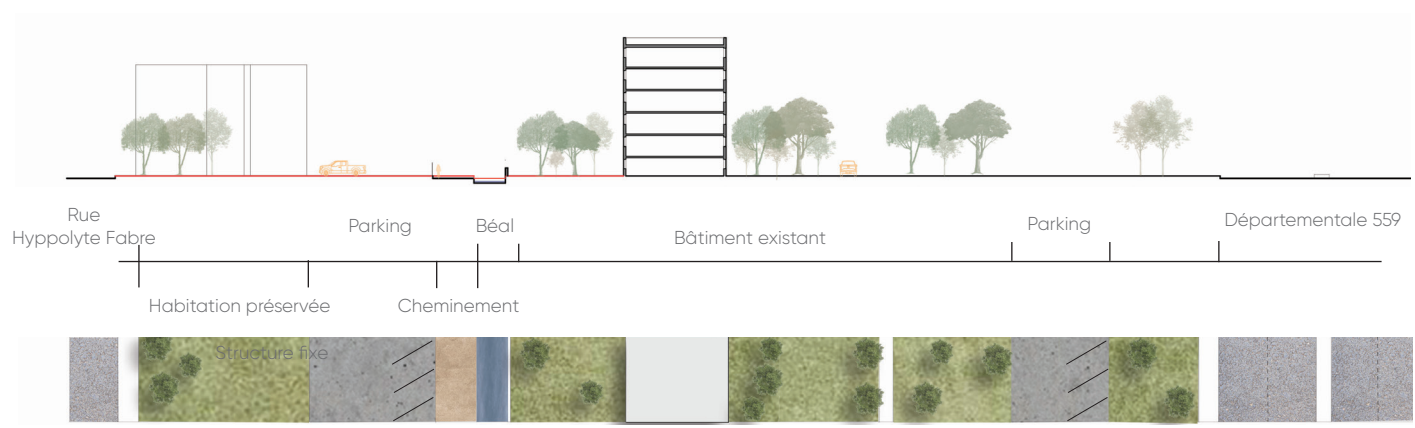 Rue
Hyppolyte Fabre
Parking
Béal
Bâtiment existant
Parking
Départementale 559
Habitation préservée
Cheminement
Structure fixe